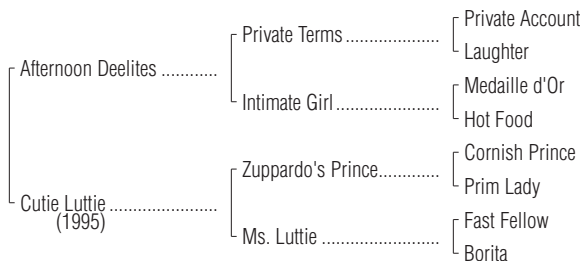 Private Account
Private Terms
Laughter
Afternoon Deelites
Medaille d'Or
Intimate Girl
Hot Food
Cornish Prince
Zuppardo's Prince
Prim Lady
Cutie Luttie
(1995)
Fast Fellow
Ms. Luttie
Borita